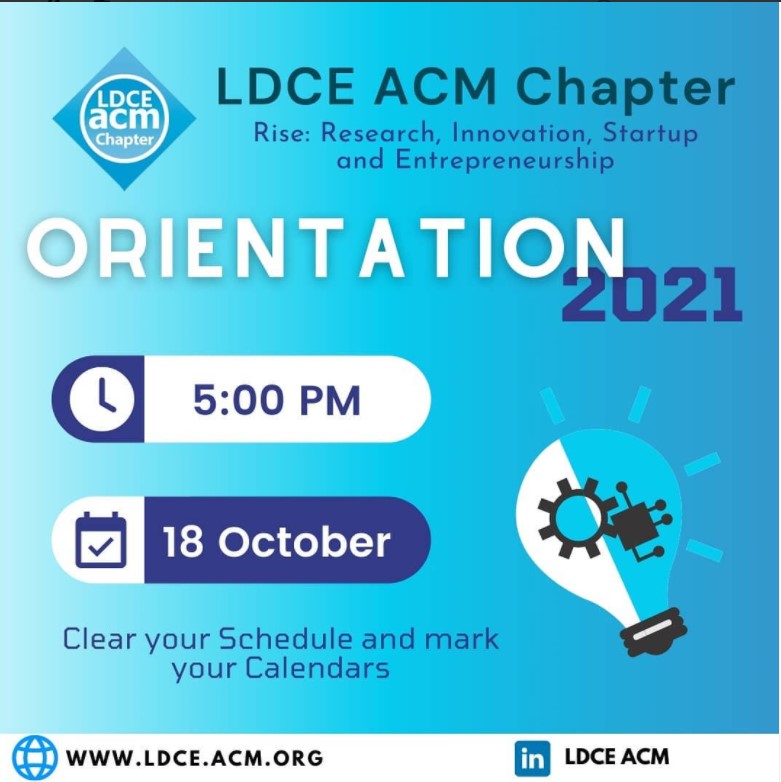 LDCE
acm
Chapter
LDCE ACM Chapter
Rise: Research, Innovation, Startup
and Entrepreneurship
ORIENTATION
2021
5:00 PM
18 October
Clear your Schedule and mark
your Calendars
WWW.LDCE.ACM.ORG
in LDCE ACM